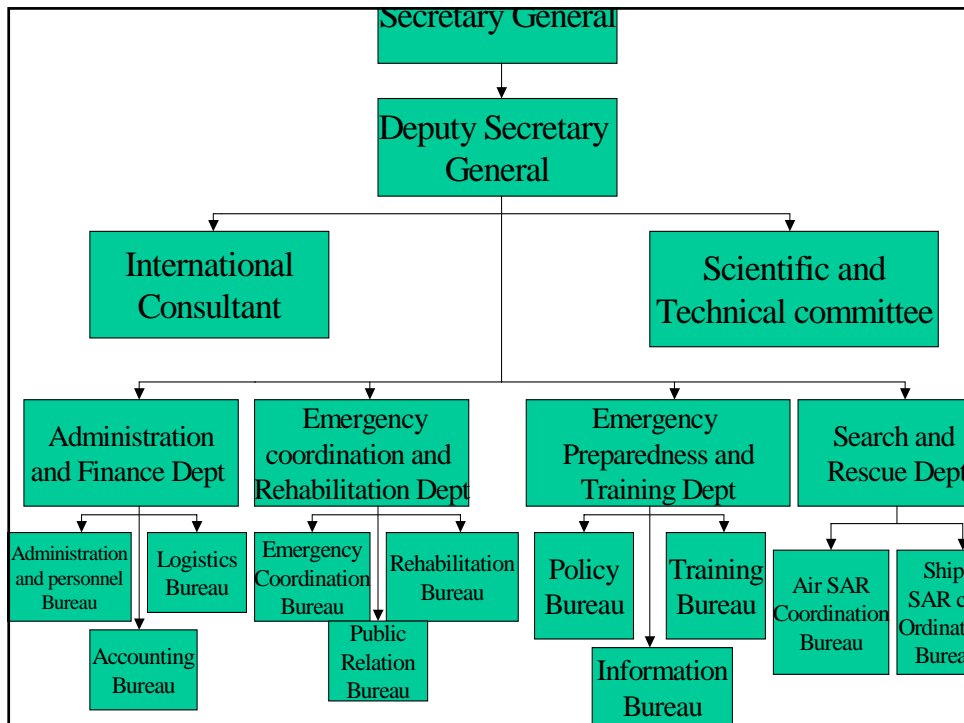 Secretary General
Deputy Secretary
General
International
Consultant
Scientific and
Technical committee
Administration
and Finance Dept
Emergency
coordination and
Rehabilitation Dept
Emergency
Preparedness and
Training Dept
Search and
Rescue Dept
Administration
and personnel
Bureau
Logistics
Bureau
Accounting
Bureau
Emergency
Coordination
Bureau
Rehabilitation
Bureau
Public
Relation
Bureau
Policy
Bureau
Training
Bureau
Information
Bureau
Air SAR
Coordination
Bureau
Ship
SAR